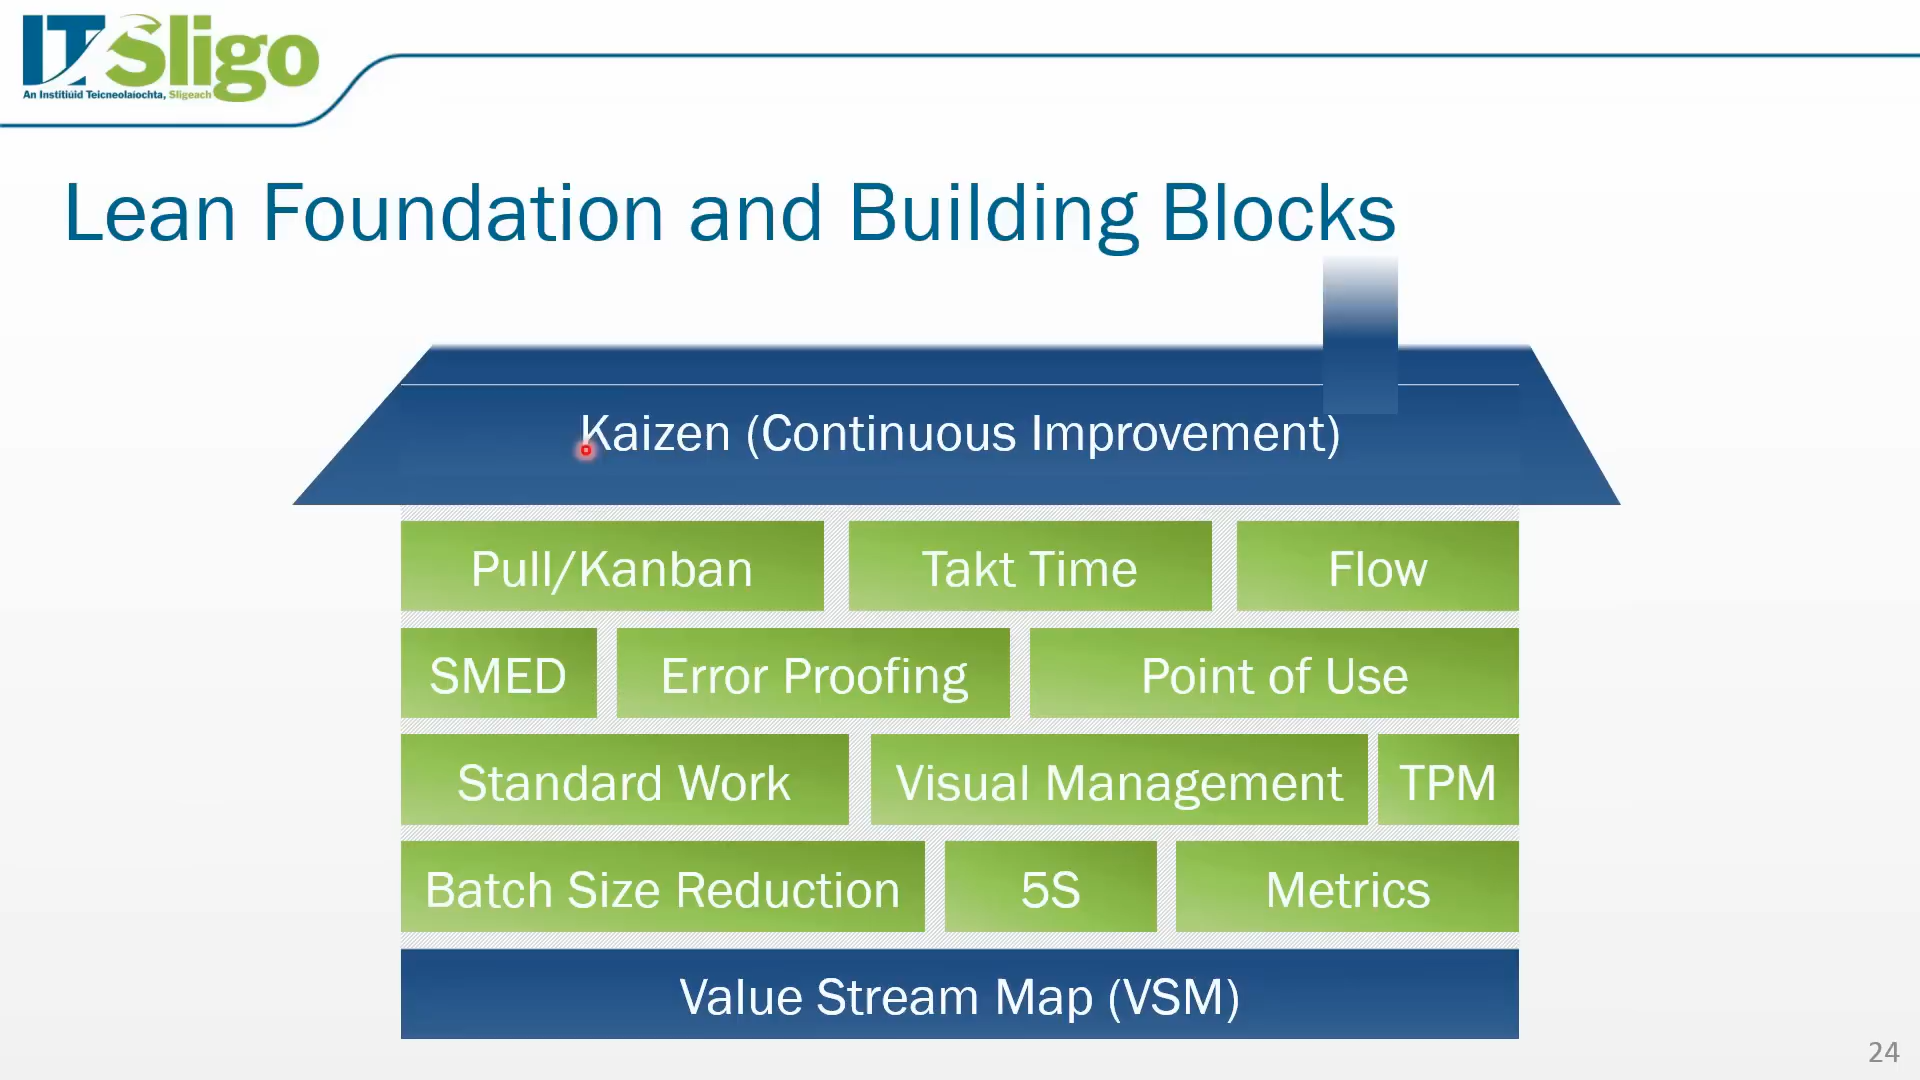 ITSligo
An Institiúid Teicneolaíochta, Sligeach
Lean Foundation and Building Blocks
Kaizen (Continuous Improvement)
Pull/Kanban Takt Time Flow
SMED Error Proofing Point of Use
Standard Work Visual Management TPM
Batch Size Reduction 5S Metrics
Value Stream Map (VSM)
24